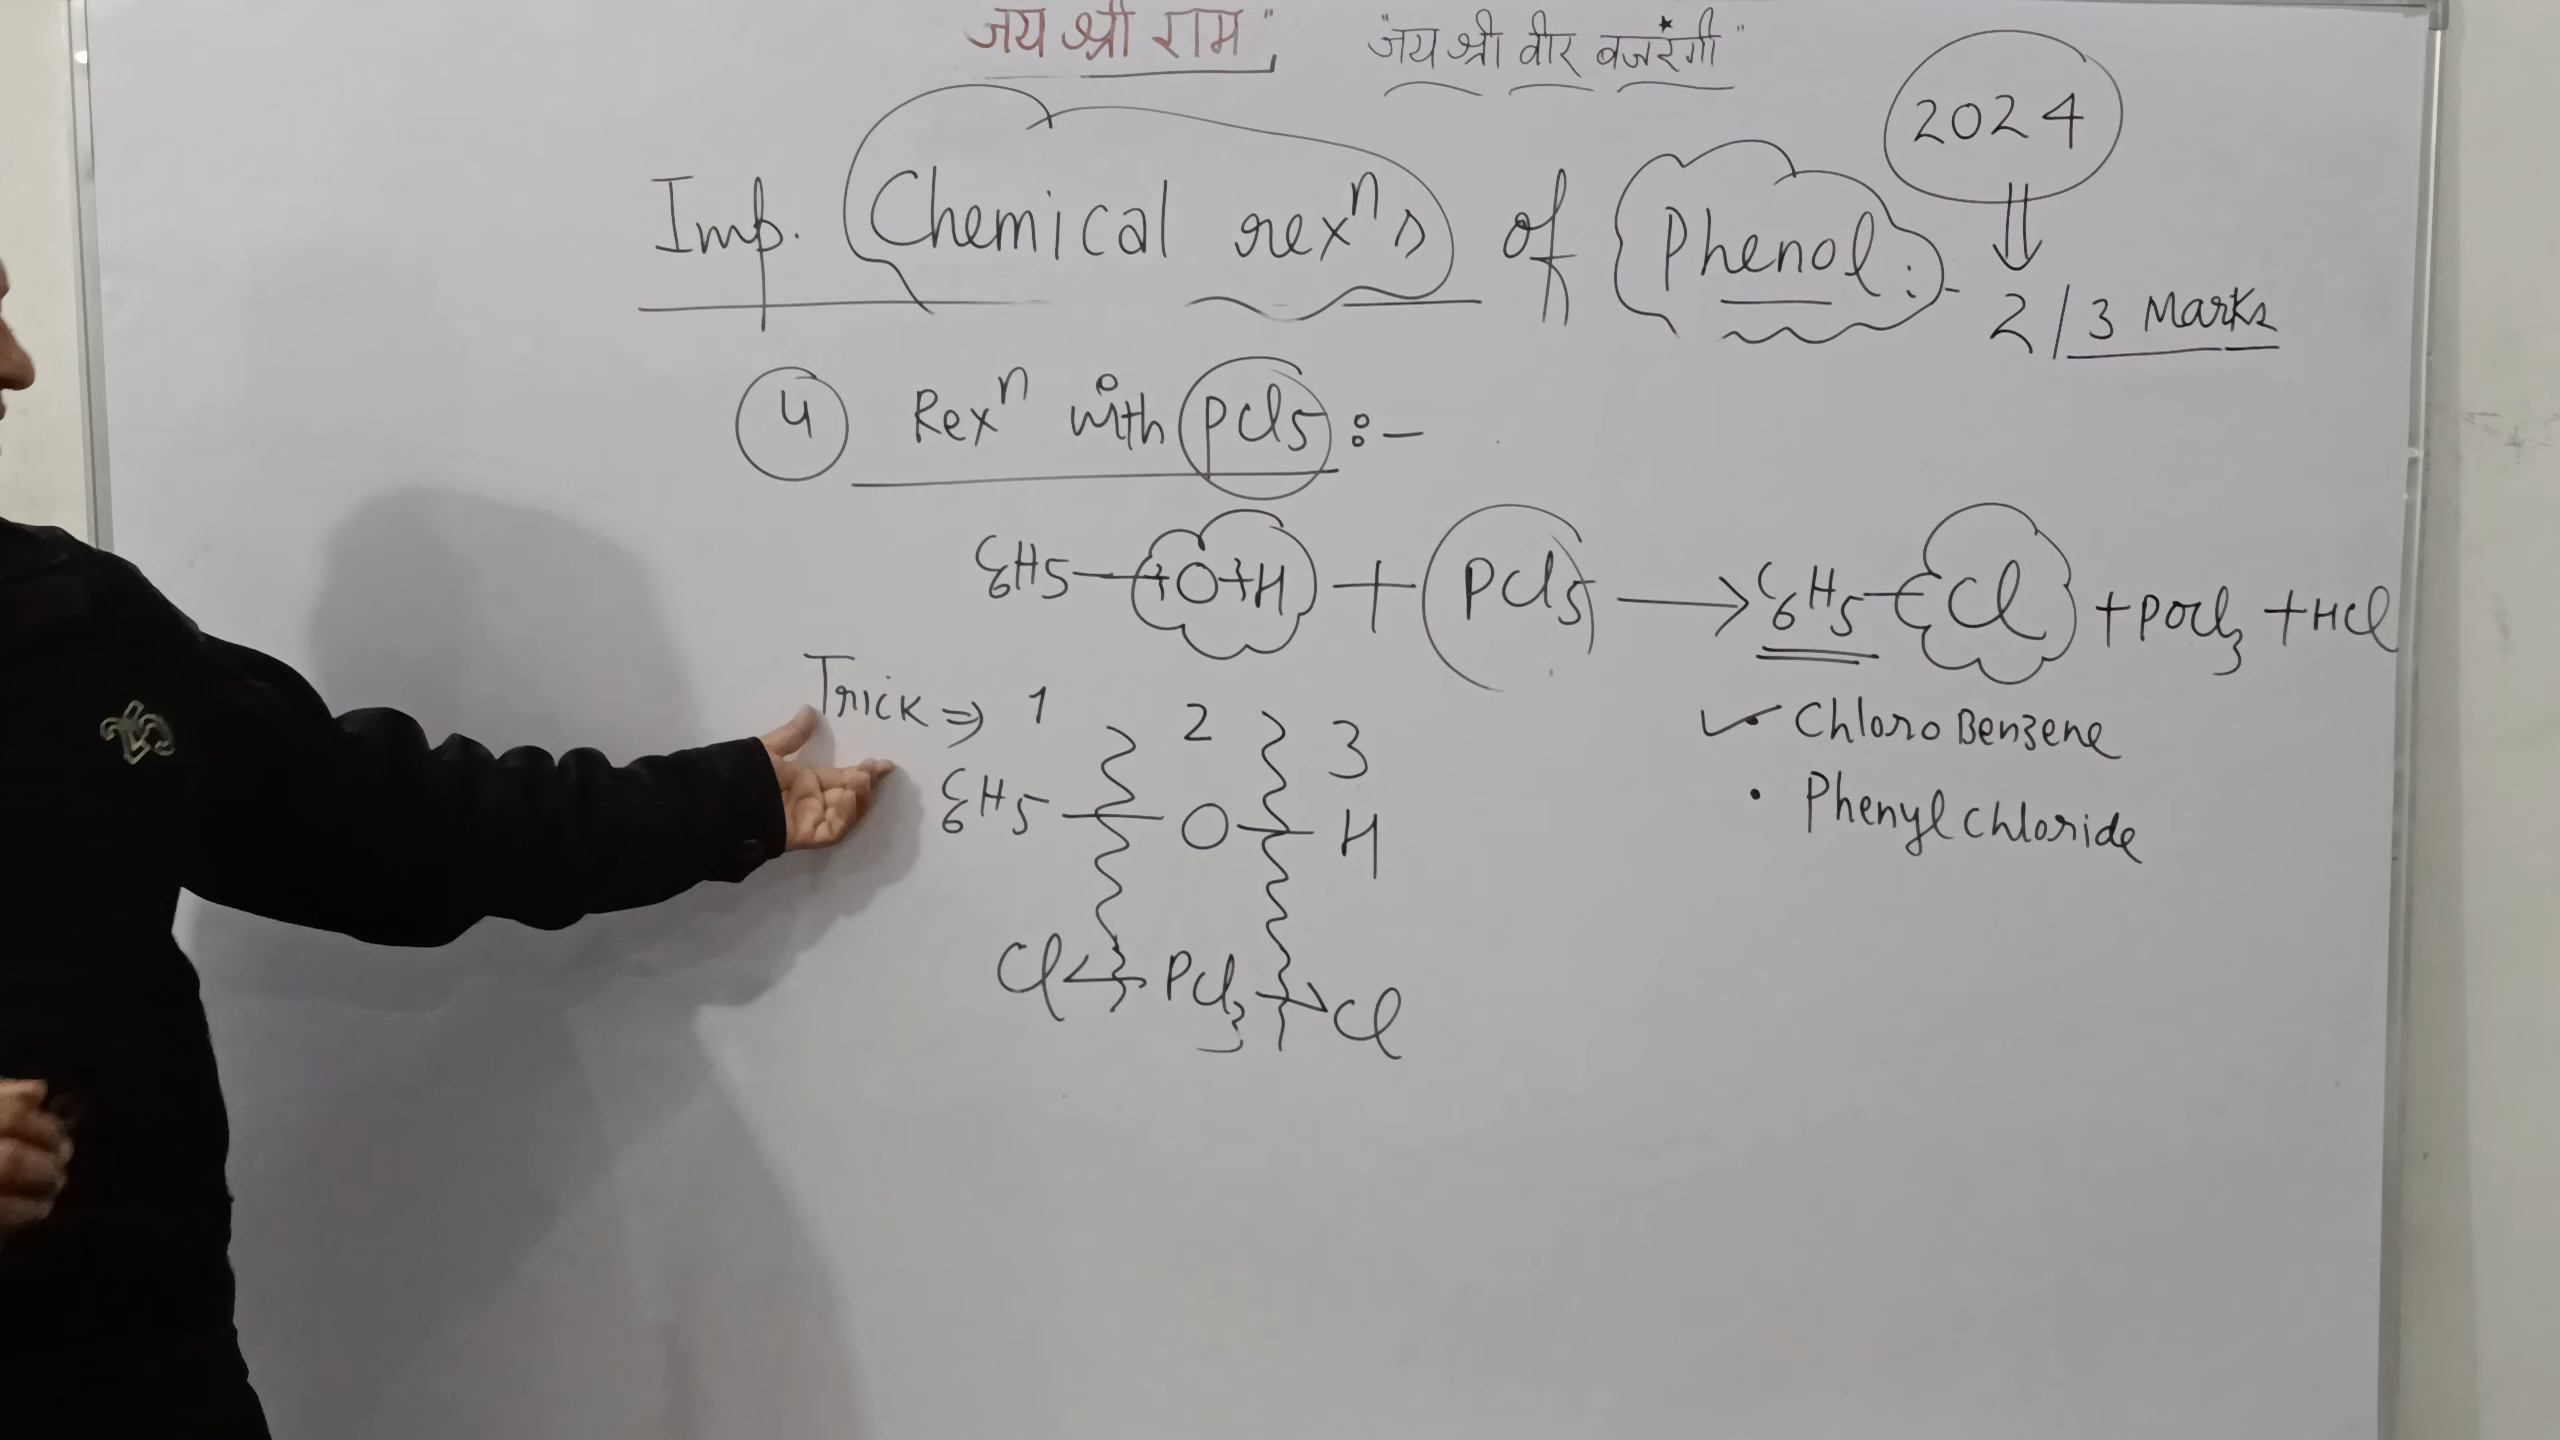 जय श्री राम" "जय श्री वीर बजरंगी"
2024
Imp. Chemical rexⁿs of Phenol :-
2/3 Marks
4 Rexⁿ with PCl5 :-
C6H5—O—H + PCl5 → C6H5—Cl + POCl3 + HCl
Trick ⇒ 1 2 3
C6H5 — O — H
Cl ← PCl3 → Cl
✓• Chloro Benzene
• Phenyl chloride